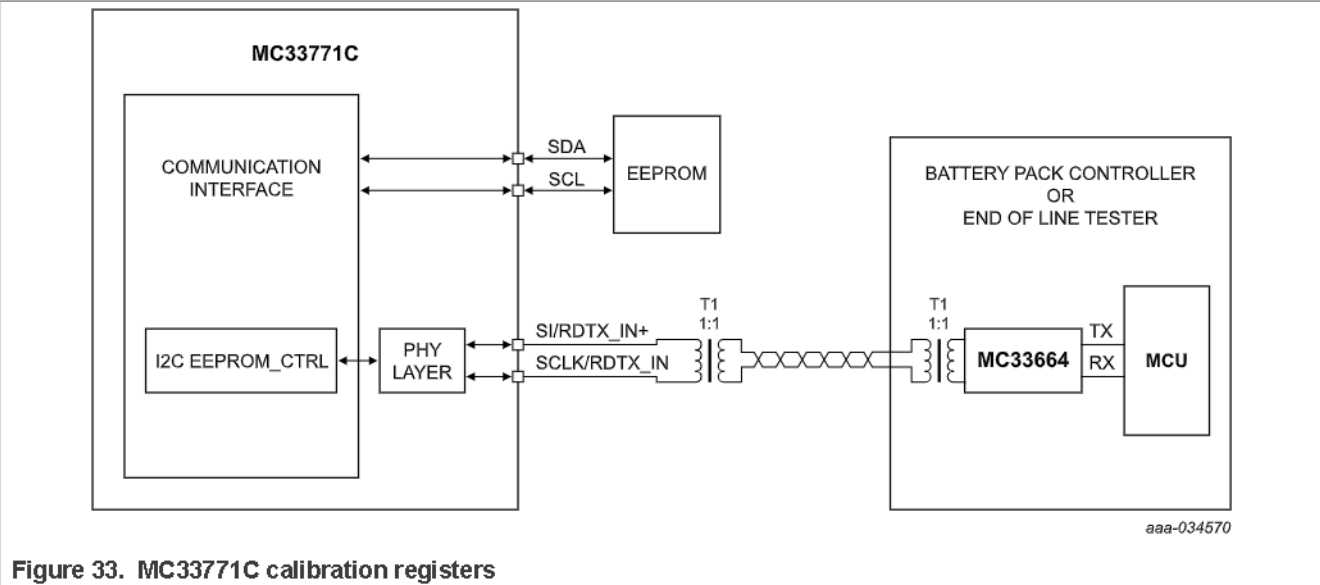 MC33771C
COMMUNICATION
INTERFACE
SDA
SCL
EEPROM
I2C EEPROM_CTRL
PHY
LAYER
SI/RDTX_IN+
SCLK/RDTX_IN
T1
1:1
BATTERY PACK CONTROLLER
OR
END OF LINE TESTER
T1
1:1
MC33664
TX
RX
MCU
aaa-034570
Figure 33. MC33771C calibration registers